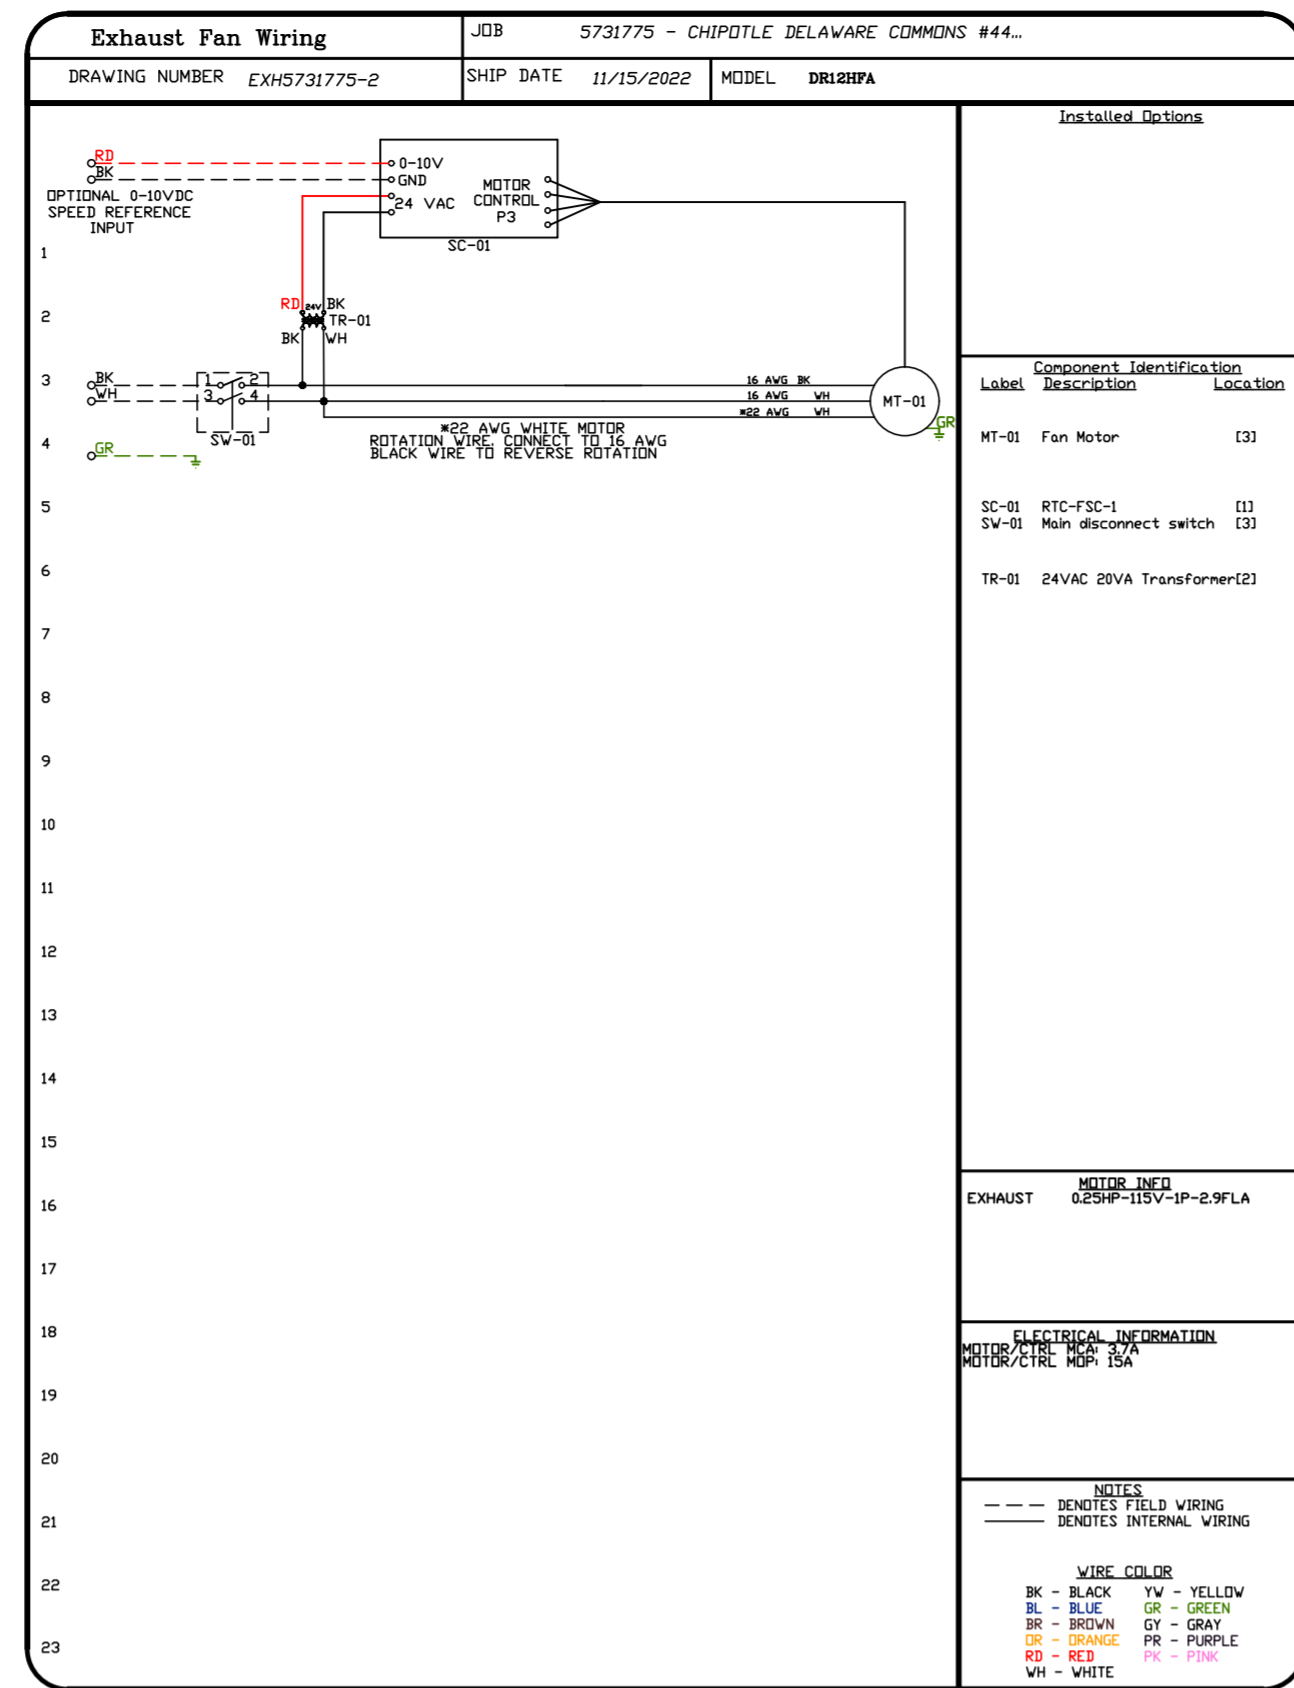 Exhaust Fan Wiring
JOB 5731775 - CHIPOTLE DELAWARE COMMONS #44...
DRAWING NUMBER EXH5731775-2
SHIP DATE 11/15/2022
MODEL DR12HFA
RD
BK
OPTIONAL 0-10VDC
SPEED REFERENCE
INPUT
0-10V
GND
24 VAC
MOTOR
CONTROL
P3
SC-01
RD 24V BK
TR-01
BK WH
BK
WH
1 2
3 4
SW-01
GR
16 AWG BK
16 AWG WH
*22 AWG WH
MT-01
GR
*22 AWG WHITE MOTOR
ROTATION WIRE. CONNECT TO 16 AWG
BLACK WIRE TO REVERSE ROTATION
1
2
3
4
5
6
7
8
9
10
11
12
13
14
15
16
17
18
19
20
21
22
23
Installed Options
Component Identification
Label Description Location
MT-01 Fan Motor [3]
SC-01 RTC-FSC-1 [1]
SW-01 Main disconnect switch [3]
TR-01 24VAC 20VA Transformer[2]
MOTOR INFO
EXHAUST 0.25HP-115V-1P-2.9FLA
ELECTRICAL INFORMATION
MOTOR/CTRL MCA: 3.7A
MOTOR/CTRL MOP: 15A
NOTES
DENOTES FIELD WIRING
DENOTES INTERNAL WIRING
WIRE COLOR
BK - BLACK YW - YELLOW
BL - BLUE GR - GREEN
BR - BROWN GY - GRAY
OR - ORANGE PR - PURPLE
RD - RED PK - PINK
WH - WHITE